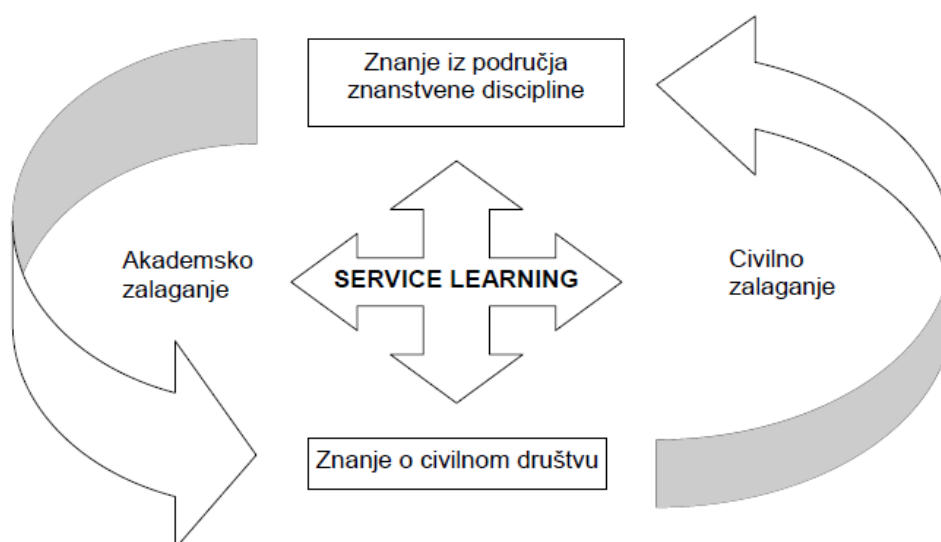 Znanje iz područja
znanstvene discipline
Akademsko
zalaganje
SERVICE LEARNING
Civilno
zalaganje
Znanje o civilnom društvu